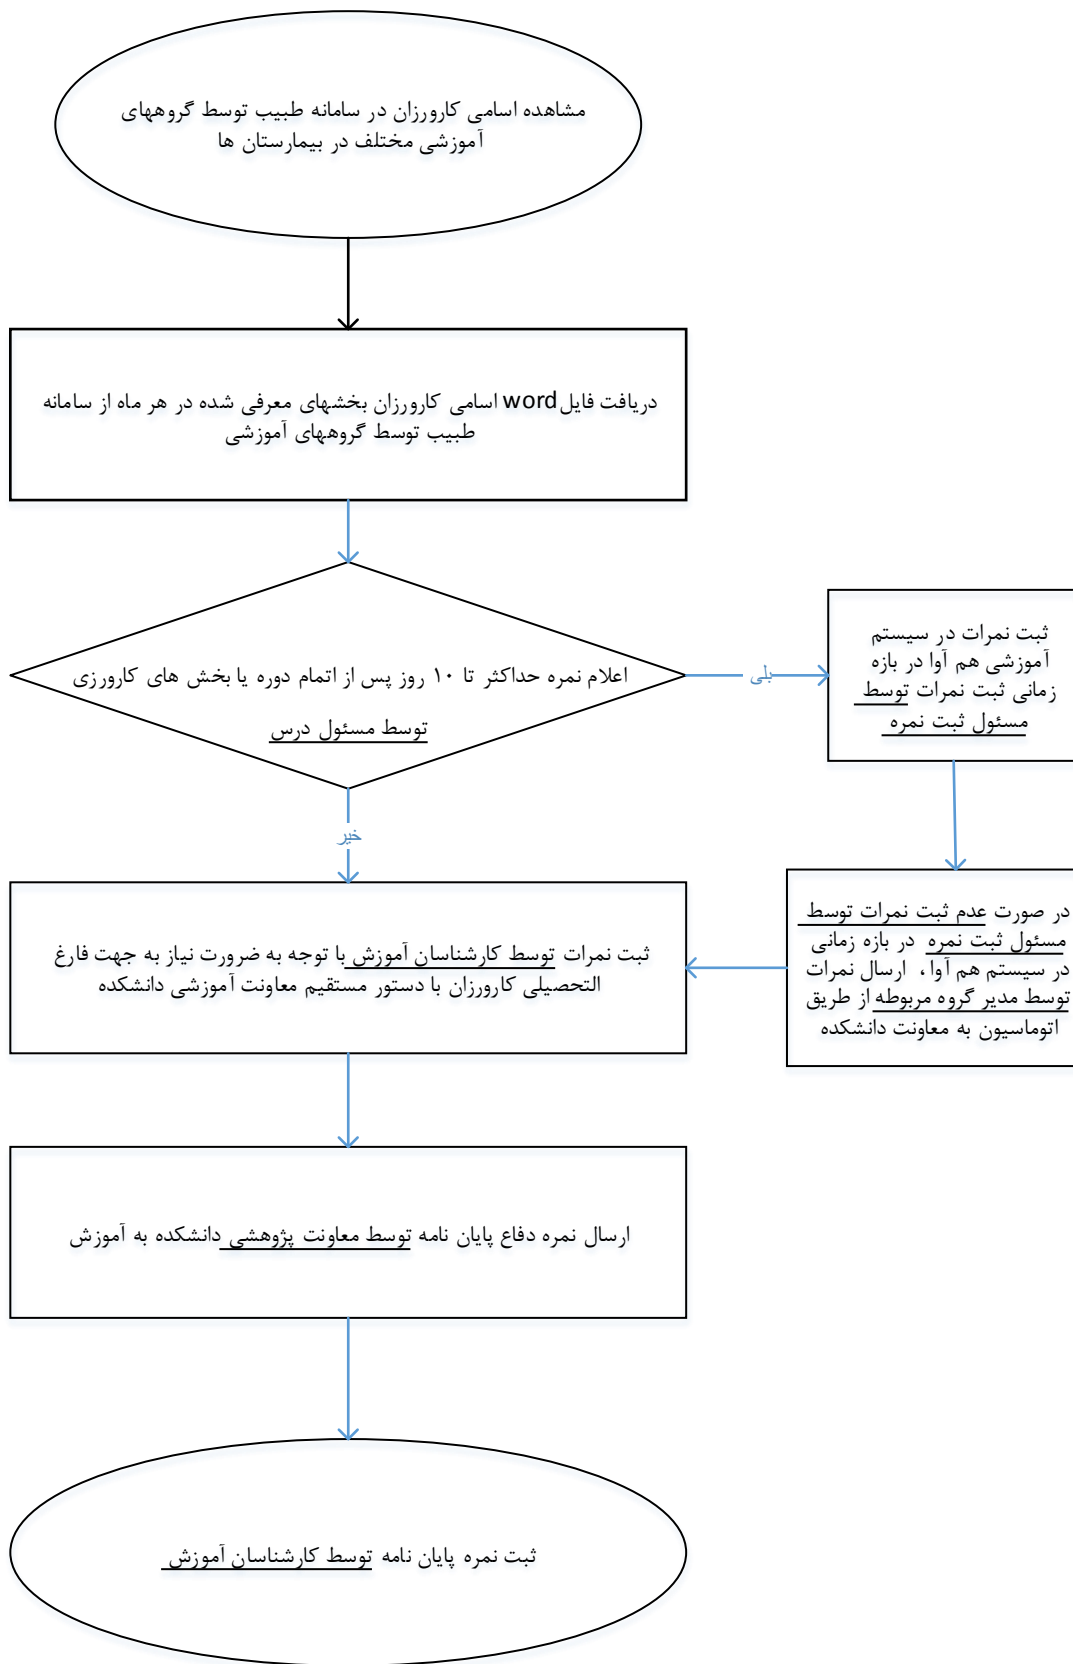 مشاهده اسامی کارورزان در سامانه طبیب توسط گروههای
آموزشی مختلف در بیمارستان ها
دریافت فایل word اسامی کارورزان بخشهای معرفی شده در هر ماه از سامانه
طبیب توسط گروههای آموزشی
اعلام نمره حداکثر تا ۱۰ روز پس از اتمام دوره یا بخش های کارورزی
توسط مسئول درس
بلی
ثبت نمرات در سیستم
آموزشی هم آوا در بازه
زمانی ثبت نمرات توسط
مسئول ثبت نمره
خیر
در صورت عدم ثبت نمرات توسط
مسئول ثبت نمره در بازه زمانی
در سیستم هم آوا، ارسال نمرات
توسط مدیر گروه مربوطه از طریق
اتوماسیون به معاونت دانشکده
ثبت نمرات توسط کارشناسان آموزش با توجه به ضرورت نیاز به جهت فارغ
التحصیلی کارورزان با دستور مستقیم معاونت آموزشی دانشکده
ارسال نمره دفاع پایان نامه توسط معاونت پژوهشی دانشکده به آموزش
ثبت نمره پایان نامه توسط کارشناسان آموزش